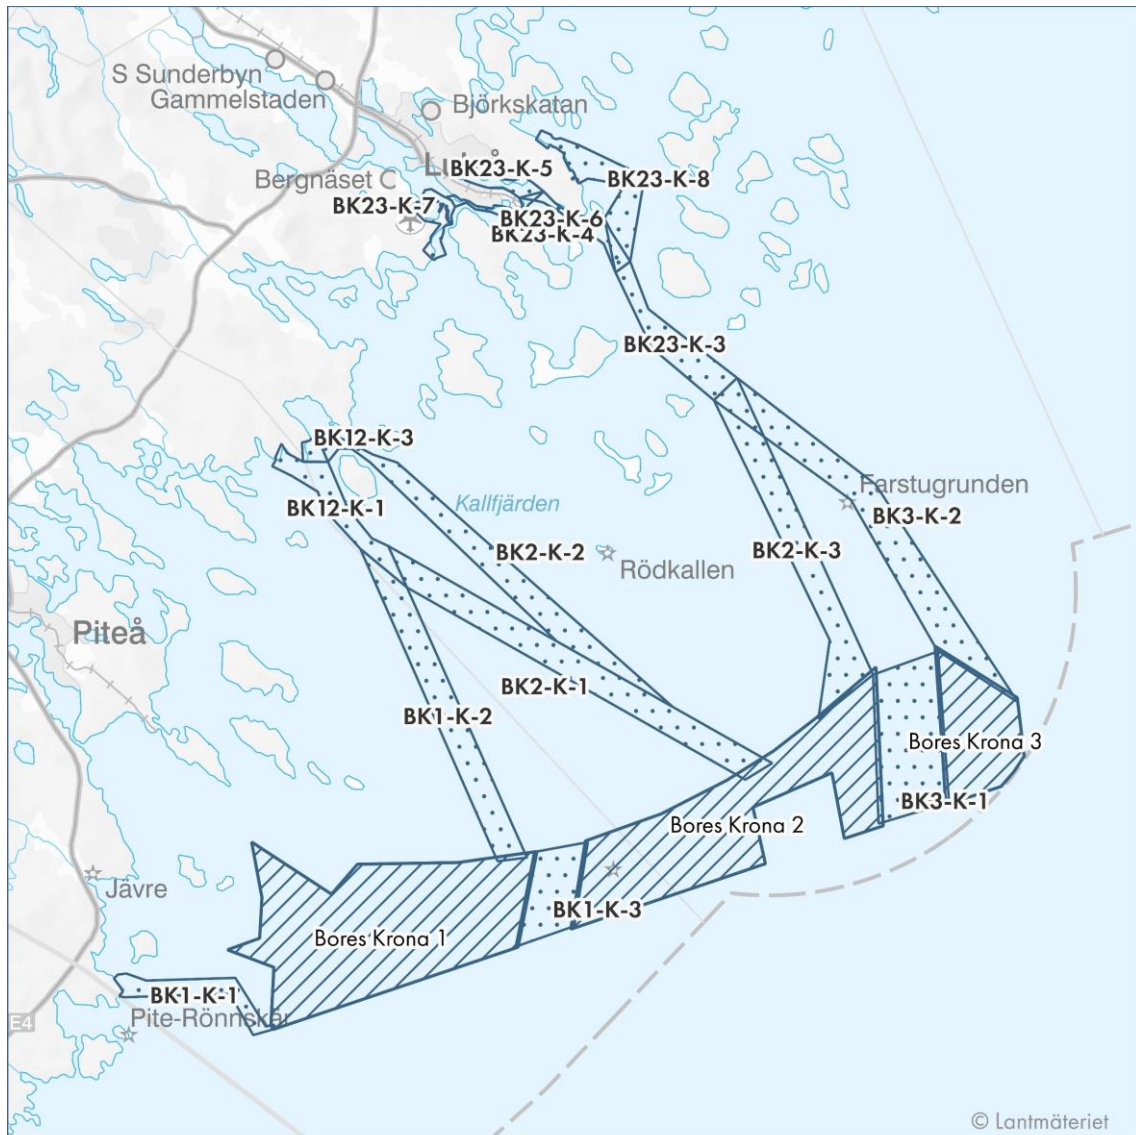 S Sunderbyn
Gammelstaden
Björkskatan
BK23-K-5
Bergnäset
BK23-K-8
BK23-K-7
BK23-K-6
BK23-K-4
BK23-K-3
BK12-K-3
Kallfjärden
Farstugrunden
BK12-K-1
BK3-K-2
BK2-K-2
BK2-K-3
Rödkallen
Piteå
BK2-K-1
BK1-K-2
Bores Krona 3
BK3-K-1
Bores Krona 2
Jävre
BK1-K-3
Bores Krona 1
BK1-K-1
Pite-Rönnskär
E4
© Lantmäteriet